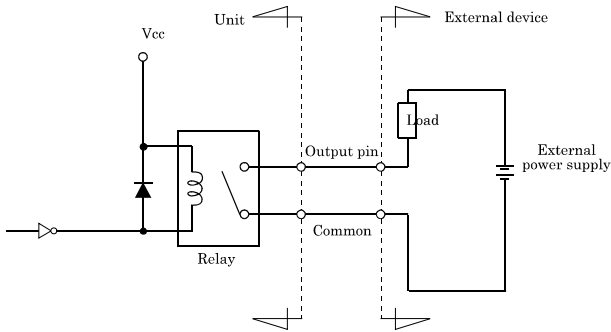 Unit
External device
Vcc
Load
Output pin
External
power supply
Common
Relay